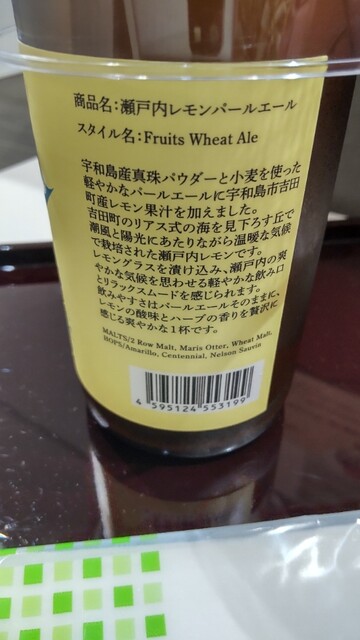 商品名：瀬戸内レモンパールエール
スタイル名：Fruits Wheat Ale
宇和島産真珠パウダーと小麦を使った
軽やかなパールエールに宇和島市吉田
町産レモン果汁を加えました。
吉田町のリアス式の海を見下ろす丘で
潮風と陽光にあたりながら温暖な気候
で栽培された瀬戸内レモンです。
レモングラスを漬け込み、瀬戸内の爽
やかな気候を思わせる軽やかな飲み口
とリラックスムードを感じられます。
飲みやすさはパールエールそのままに、
レモンの酸味とハーブの香りを贅沢に
感じる爽やかな1杯です。
MALTS/2 Row Malt, Maris Otter, Wheat Malt,
HOPS/Amarillo, Centennial, Nelson Sauvin
4 595124 553199